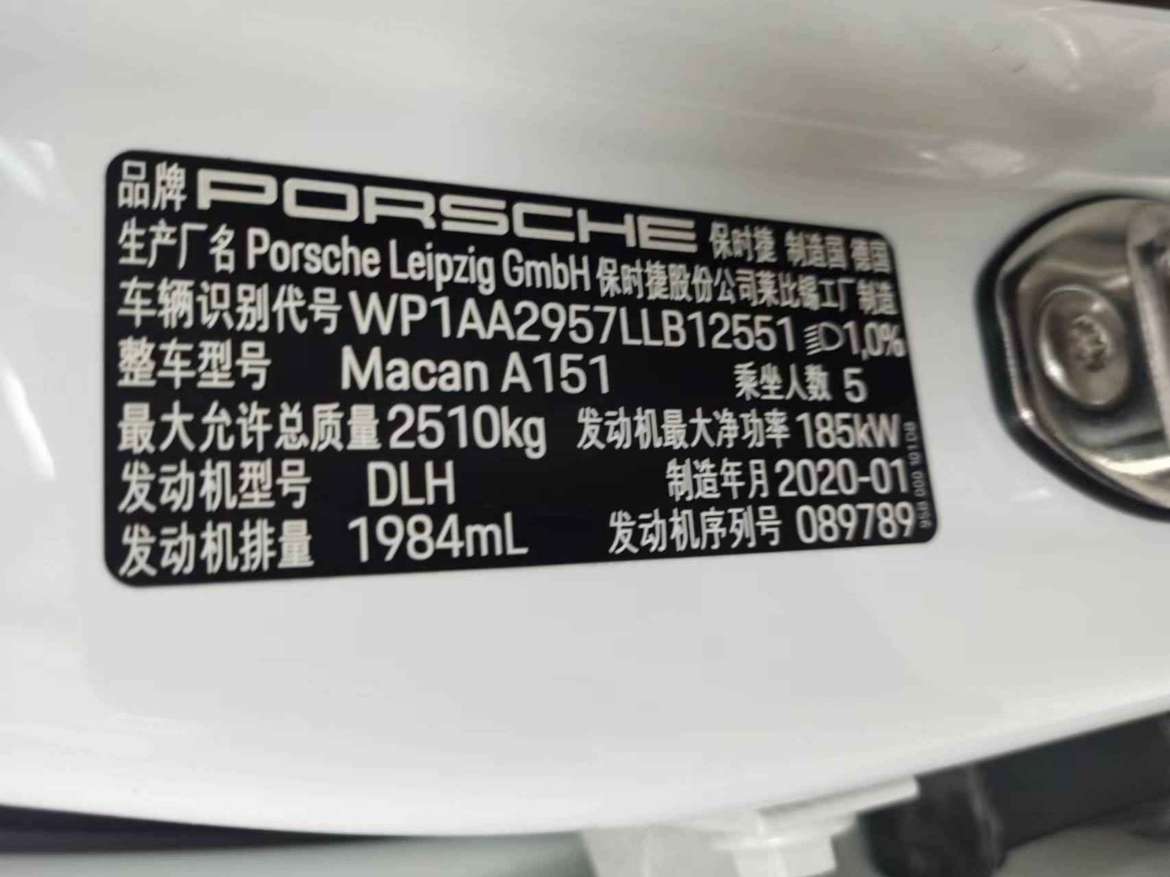 品牌 PORSCHE 保时捷 制造国 德国
生产厂名 Porsche Leipzig GmbH 保时捷股份公司莱比锡工厂制造
车辆识别代号 WP1AA2957LLB12551 1,0%
整车型号 Macan A151 乘坐人数 5
最大允许总质量 2510kg 发动机最大净功率 185kW
发动机型号 DLH 制造年月 2020-01
发动机排量 1984mL 发动机序列号 089789